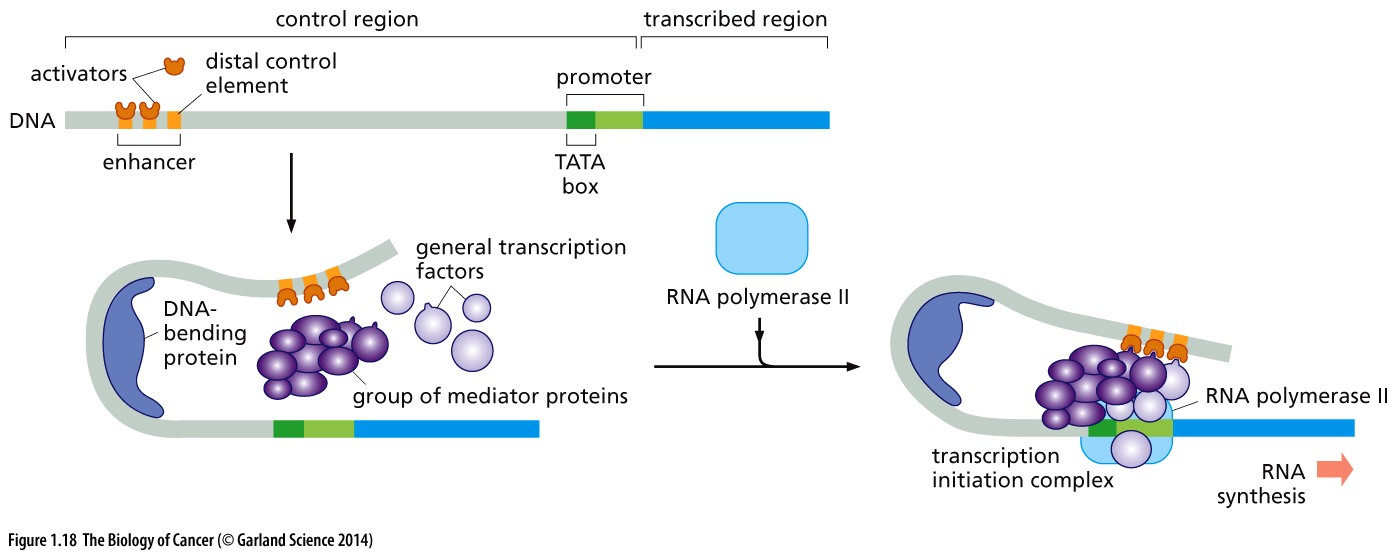 control region
transcribed region
activators
distal control
element
promoter
DNA
enhancer
TATA
box
general transcription
factors
DNA-
bending
protein
group of mediator proteins
RNA polymerase II
RNA polymerase II
transcription
initiation complex
RNA
synthesis
Figure 1.18 The Biology of Cancer (© Garland Science 2014)